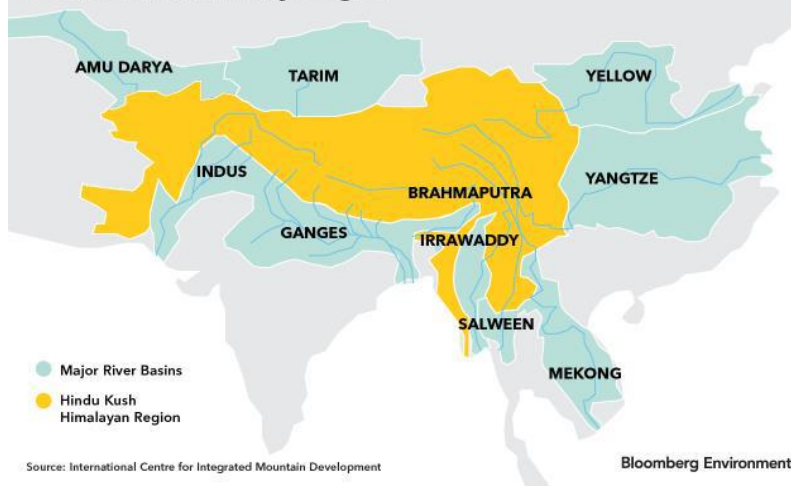 AMU DARYA
TARIM
YELLOW
INDUS
YANGTZE
BRAHMAPUTRA
GANGES
IRRAWADDY
SALWEEN
MEKONG
Major River Basins
Hindu Kush
Himalayan Region
Source: International Centre for Integrated Mountain Development
Bloomberg Environment